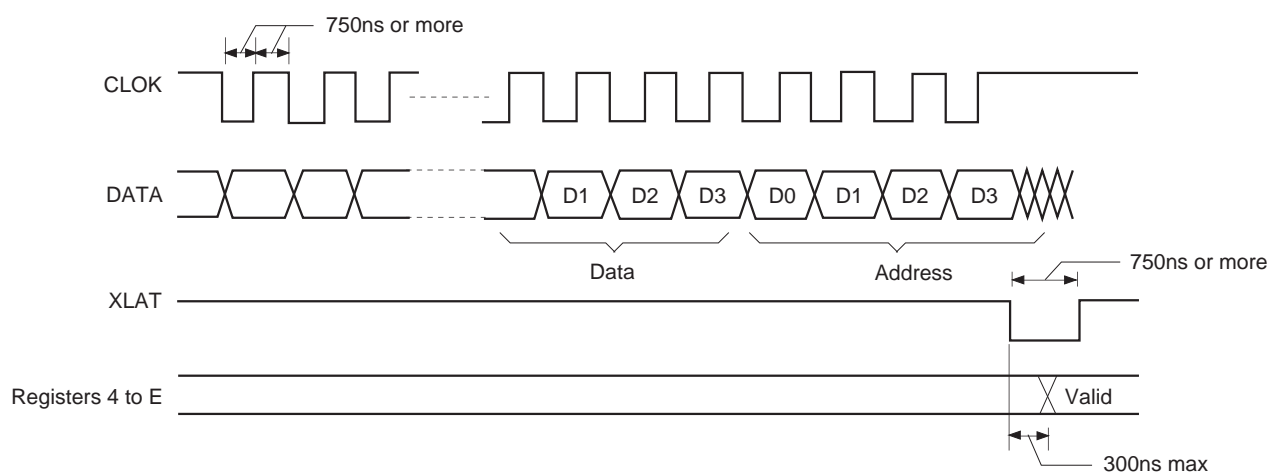 750ns or more
CLOK
DATA
D1 D2 D3 D0 D1 D2 D3
Data Address
750ns or more
XLAT
Registers 4 to E
Valid
300ns max